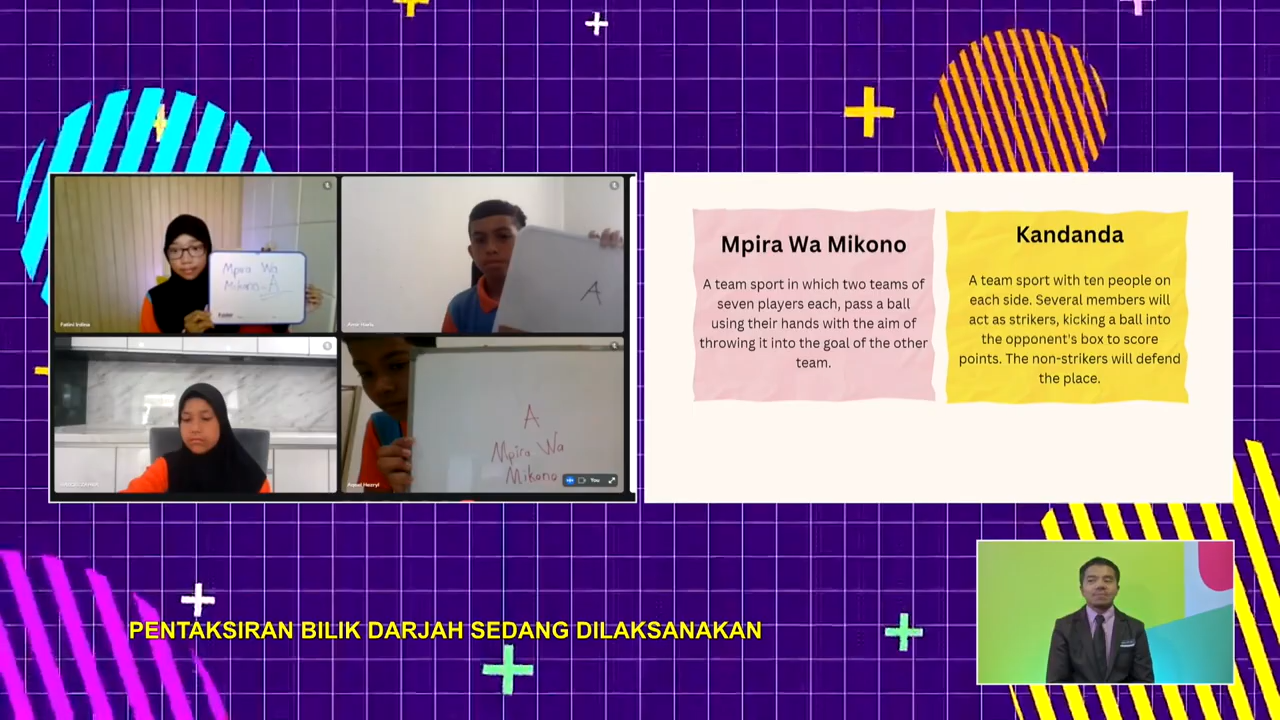 Mpira Wa
Mikono - A
Fatini Irdina
A
A
Mpira Wa
Mikono
You
Mpira Wa Mikono
A team sport in which two teams of
seven players each, pass a ball
using their hands with the aim of
throwing it into the goal of the other
team.
Kandanda
A team sport with ten people on
each side. Several members will
act as strikers, kicking a ball into
the opponent's box to score
points. The non-strikers will defend
the place.
PENTAKSIRAN BILIK DARJAH SEDANG DILAKSANAKAN